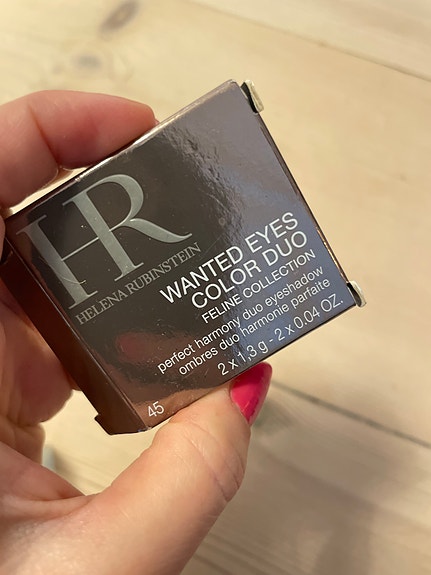 HR
HELENA RUBINSTEIN
WANTED EYES
COLOR DUO
FELINE COLLECTION
perfect harmony duo eyeshadow
ombres duo harmonie parfaite
2 x 1,3 g - 2 x 0.04 OZ.
45